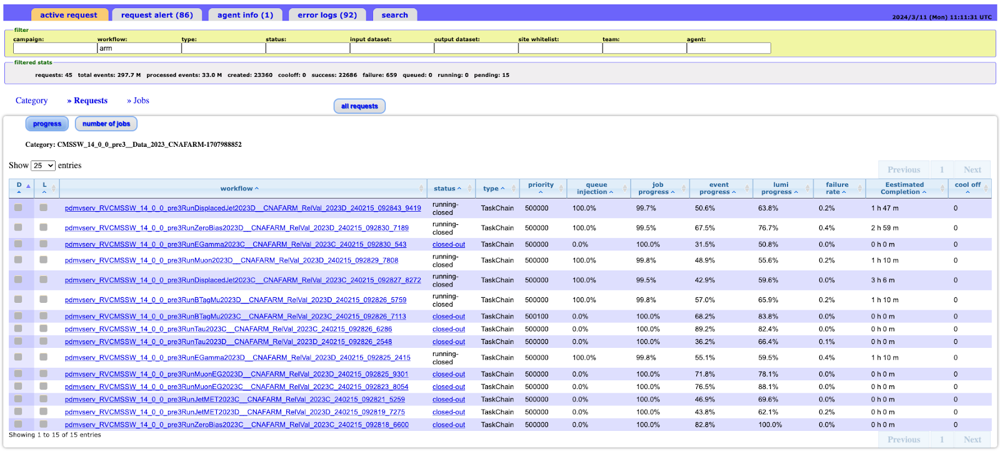 active request request alert (86) agent info (1) error logs (92) search 2024/3/11 (Mon) 11:11:31 UTC
filter
campaign: workflow: type: status: input dataset: output dataset: site whitelist: team: agent:
arm
filtered stats
requests: 45 total events: 297.7 M processed events: 33.0 M created: 23360 cooloff: 0 success: 22686 failure: 659 queued: 0 running: 0 pending: 15
Category » Requests » Jobs
all requests
progress number of jobs
Category: CMSSW_14_0_0_pre3__Data_2023_CNAFARM-1707988852
Show 25 entries
Previous 1 Next
D L workflow status type priority queue injection job progress event progress lumi progress failure rate Eestimated Completion cool off
pdmvserv_RVCMSSW_14_0_0_pre3RunDisplacedJet2023D__CNAFARM_RelVal_2023D_240215_092843_9419 running-closed TaskChain 500000 100.0% 99.7% 50.6% 63.8% 0.2% 1 h 47 m 0
pdmvserv_RVCMSSW_14_0_0_pre3RunZeroBias2023D__CNAFARM_RelVal_2023D_240215_092830_7189 running-closed TaskChain 500000 100.0% 99.5% 67.5% 76.7% 0.4% 2 h 59 m 0
pdmvserv_RVCMSSW_14_0_0_pre3RunEGamma2023C__CNAFARM_RelVal_2023C_240215_092830_543 closed-out TaskChain 500000 0.0% 100.0% 31.5% 50.8% 0.0% 0 h 0 m 0
pdmvserv_RVCMSSW_14_0_0_pre3RunMuon2023D__CNAFARM_RelVal_2023D_240215_092829_7808 running-closed TaskChain 500000 100.0% 99.8% 48.9% 55.6% 0.2% 1 h 10 m 0
pdmvserv_RVCMSSW_14_0_0_pre3RunDisplacedJet2023C__CNAFARM_RelVal_2023C_240215_092827_8272 running-closed TaskChain 500000 100.0% 99.5% 42.9% 59.6% 0.0% 3 h 6 m 0
pdmvserv_RVCMSSW_14_0_0_pre3RunBTagMu2023D__CNAFARM_RelVal_2023D_240215_092826_5759 running-closed TaskChain 500000 100.0% 99.8% 57.0% 65.9% 0.2% 1 h 10 m 0
pdmvserv_RVCMSSW_14_0_0_pre3RunBTagMu2023C__CNAFARM_RelVal_2023C_240215_092826_7113 closed-out TaskChain 500100 0.0% 100.0% 68.2% 83.8% 0.0% 0 h 0 m 0
pdmvserv_RVCMSSW_14_0_0_pre3RunTau2023C__CNAFARM_RelVal_2023C_240215_092826_6286 closed-out TaskChain 500000 0.0% 100.0% 89.2% 82.4% 0.0% 0 h 0 m 0
pdmvserv_RVCMSSW_14_0_0_pre3RunTau2023D__CNAFARM_RelVal_2023D_240215_092826_2548 closed-out TaskChain 500000 0.0% 100.0% 36.2% 66.4% 0.1% 0 h 0 m 0
pdmvserv_RVCMSSW_14_0_0_pre3RunEGamma2023D__CNAFARM_RelVal_2023D_240215_092825_2415 running-closed TaskChain 500000 100.0% 99.8% 55.1% 59.5% 0.4% 1 h 10 m 0
pdmvserv_RVCMSSW_14_0_0_pre3RunMuonEG2023D__CNAFARM_RelVal_2023D_240215_092825_9301 closed-out TaskChain 500000 0.0% 100.0% 71.8% 78.1% 0.0% 0 h 0 m 0
pdmvserv_RVCMSSW_14_0_0_pre3RunMuonEG2023C__CNAFARM_RelVal_2023C_240215_092823_8054 closed-out TaskChain 500000 0.0% 100.0% 76.5% 88.1% 0.0% 0 h 0 m 0
pdmvserv_RVCMSSW_14_0_0_pre3RunJetMET2023C__CNAFARM_RelVal_2023C_240215_092821_5259 closed-out TaskChain 500000 0.0% 100.0% 46.9% 69.6% 0.0% 0 h 0 m 0
pdmvserv_RVCMSSW_14_0_0_pre3RunJetMET2023D__CNAFARM_RelVal_2023D_240215_092819_7275 closed-out TaskChain 500000 0.0% 100.0% 43.8% 62.1% 0.2% 0 h 0 m 0
pdmvserv_RVCMSSW_14_0_0_pre3RunZeroBias2023C__CNAFARM_RelVal_2023C_240215_092818_6600 closed-out TaskChain 500000 0.0% 100.0% 82.8% 100.0% 0.0% 0 h 0 m 0
Showing 1 to 15 of 15 entries
Previous 1 Next